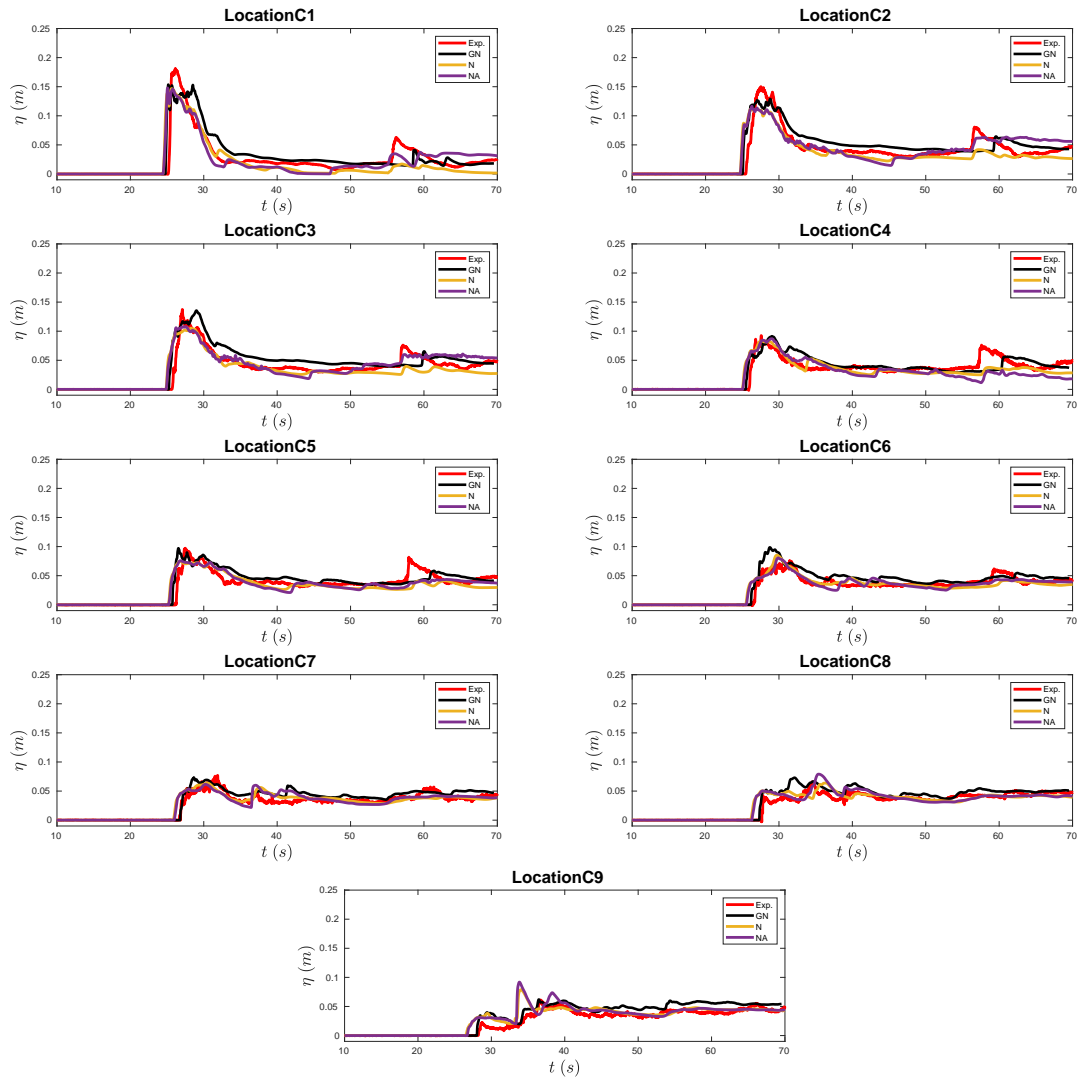 LocationC1
0.25
0.2
0.15
0.1
0.05
0
η (m)
10 20 30 40 50 60 70
t (s)
Exp.
GN
N
NA
LocationC2
0.25
0.2
0.15
0.1
0.05
0
η (m)
10 20 30 40 50 60 70
t (s)
Exp.
GN
N
NA
LocationC3
0.25
0.2
0.15
0.1
0.05
0
η (m)
10 20 30 40 50 60 70
t (s)
Exp.
GN
N
NA
LocationC4
0.25
0.2
0.15
0.1
0.05
0
η (m)
10 20 30 40 50 60 70
t (s)
Exp.
GN
N
NA
LocationC5
0.25
0.2
0.15
0.1
0.05
0
η (m)
10 20 30 40 50 60 70
t (s)
Exp.
GN
N
NA
LocationC6
0.25
0.2
0.15
0.1
0.05
0
η (m)
10 20 30 40 50 60 70
t (s)
Exp.
GN
N
NA
LocationC7
0.25
0.2
0.15
0.1
0.05
0
η (m)
10 20 30 40 50 60 70
t (s)
Exp.
GN
N
NA
LocationC8
0.25
0.2
0.15
0.1
0.05
0
η (m)
10 20 30 40 50 60 70
t (s)
Exp.
GN
N
NA
LocationC9
0.25
0.2
0.15
0.1
0.05
0
η (m)
10 20 30 40 50 60 70
t (s)
Exp.
GN
N
NA